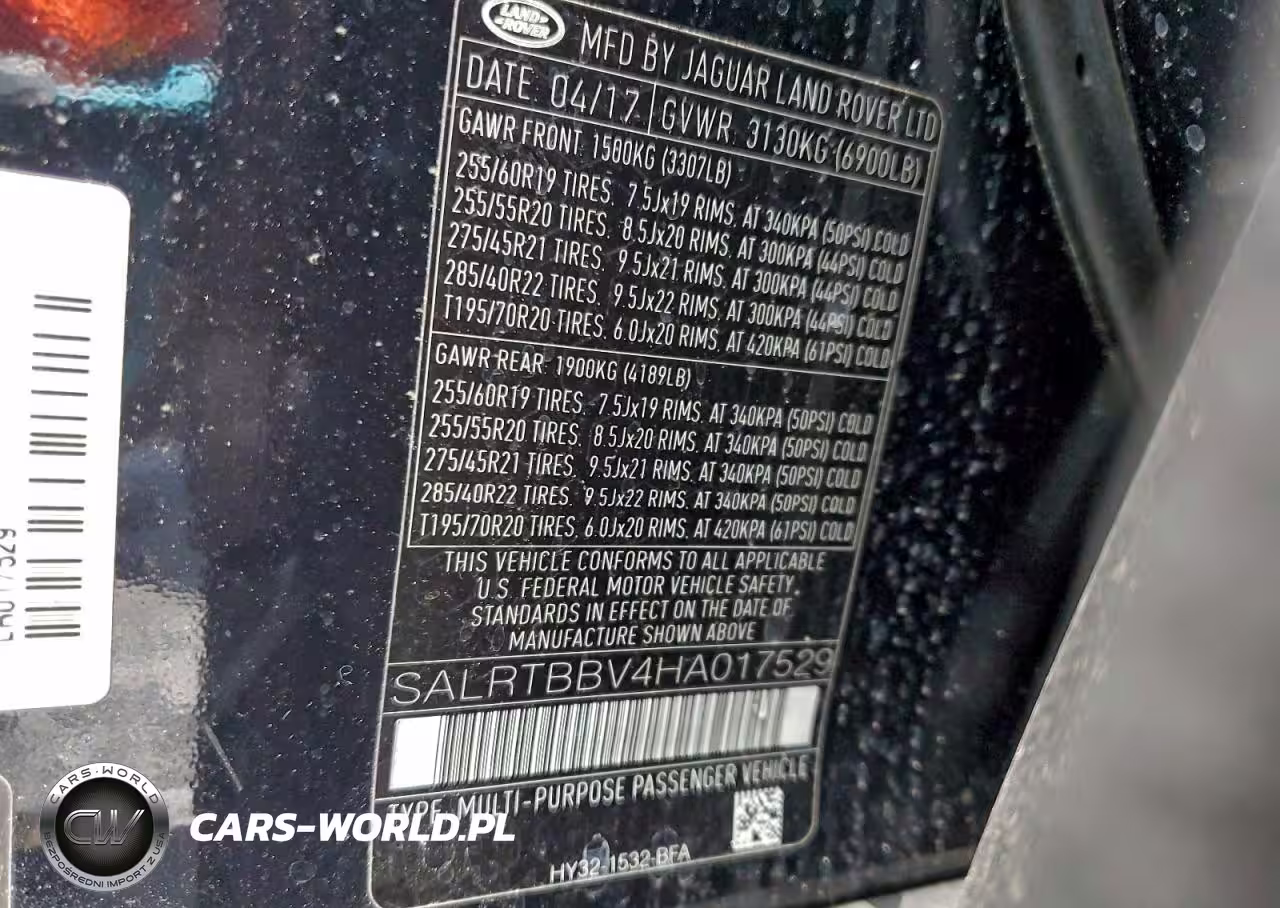 LAND ROVER
MFD BY JAGUAR LAND ROVER LTD
DATE: 04/17 GVWR: 3130KG (6900LB)
GAWR FRONT: 1580KG (3307LB)
255/60R19 TIRES. 7.5Jx19 RIMS. AT 340KPA (50PSI) COLD
255/55R20 TIRES. 8.5Jx20 RIMS. AT 300KPA (44PSI) COLD
275/45R21 TIRES. 9.5Jx21 RIMS. AT 300KPA (44PSI) COLD
285/40R22 TIRES. 9.5Jx22 RIMS. AT 300KPA (44PSI) COLD
T195/70R20 TIRES. 6.0Jx20 RIMS. AT 420KPA (61PSI) COLD
GAWR REAR: 1900KG (4189LB)
255/60R19 TIRES. 7.5Jx19 RIMS. AT 340KPA (50PSI) COLD
255/55R20 TIRES. 8.5Jx20 RIMS. AT 340KPA (50PSI) COLD
275/45R21 TIRES. 9.5Jx21 RIMS. AT 340KPA (50PSI) COLD
285/40R22 TIRES. 9.5Jx22 RIMS. AT 340KPA (50PSI) COLD
T195/70R20 TIRES. 6.0Jx20 RIMS. AT 420KPA (61PSI) COLD
THIS VEHICLE CONFORMS TO ALL APPLICABLE
U.S. FEDERAL MOTOR VEHICLE SAFETY.
STANDARDS IN EFFECT ON THE DATE OF
MANUFACTURE SHOWN ABOVE
SALRTBBV4HA017529
TYPE. MULTI-PURPOSE PASSENGER VEHICLE
HY32-1532-BFA
CARS-WORLD
CW
BEZPOŚREDNI IMPORT Z USA
CARS-WORLD.PL